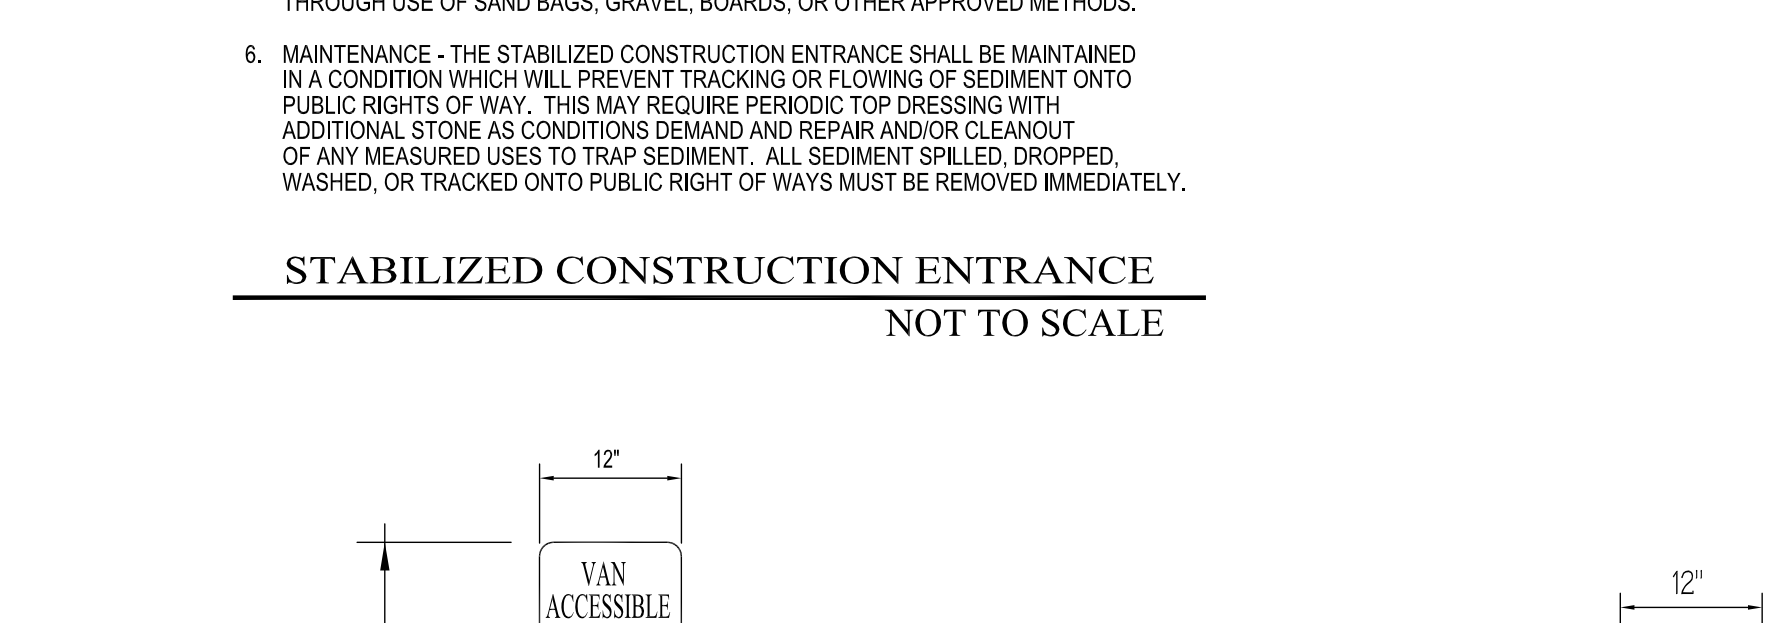 THROUGH USE OF SAND BAGS, GRAVEL, BOARDS, OR OTHER APPROVED METHODS.
6. MAINTENANCE - THE STABILIZED CONSTRUCTION ENTRANCE SHALL BE MAINTAINED
IN A CONDITION WHICH WILL PREVENT TRACKING OR FLOWING OF SEDIMENT ONTO
PUBLIC RIGHTS OF WAY. THIS MAY REQUIRE PERIODIC TOP DRESSING WITH
ADDITIONAL STONE AS CONDITIONS DEMAND AND REPAIR AND/OR CLEANOUT
OF ANY MEASURED USES TO TRAP SEDIMENT. ALL SEDIMENT SPILLED, DROPPED,
WASHED, OR TRACKED ONTO PUBLIC RIGHT OF WAYS MUST BE REMOVED IMMEDIATELY.
STABILIZED CONSTRUCTION ENTRANCE
NOT TO SCALE
12"
VAN
ACCESSIBLE
12"